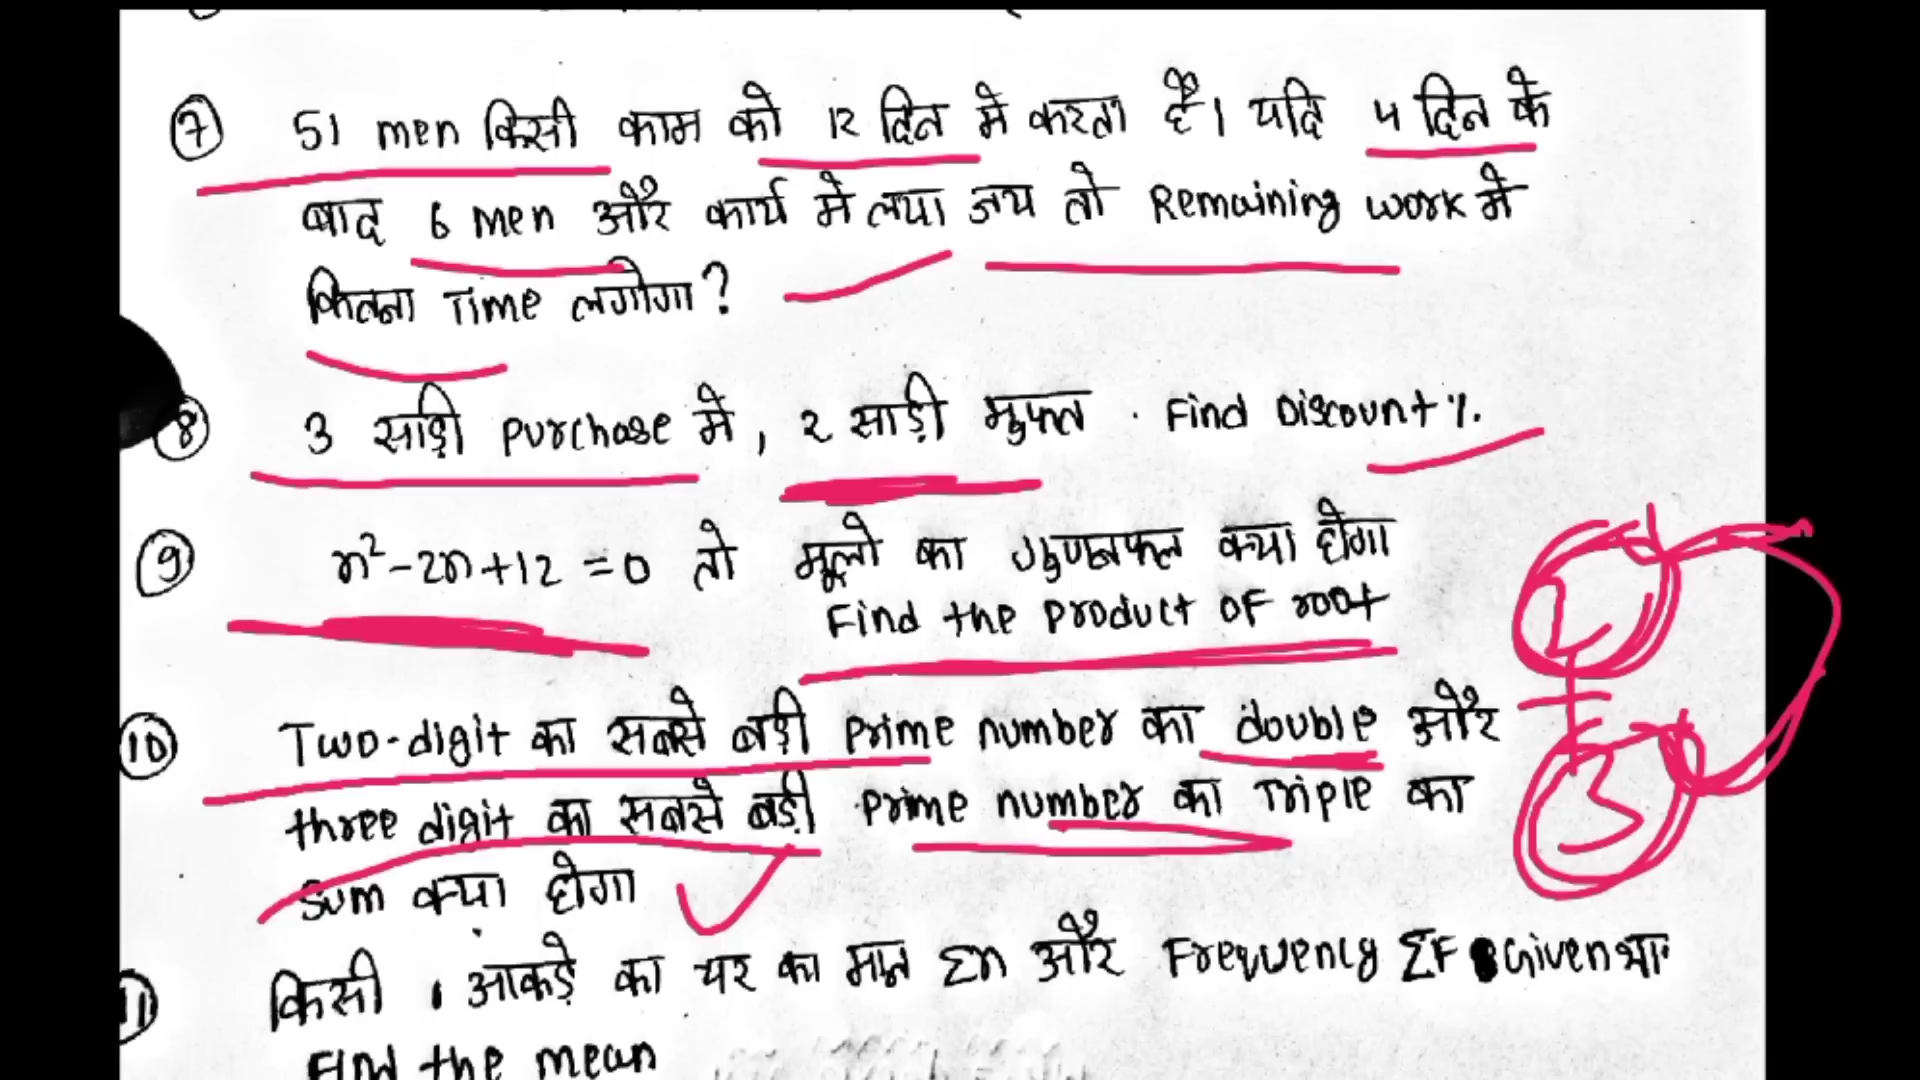 7 51 men किसी काम को 12 दिन मे करता है। यदि 4 दिन के
बाद 6 men और कार्य मे लया जय तो Remaining work मे
कितना Time लगेगा?
8 3 साड़ी purchase मे, 2 साड़ी मुफ्त . Find Discount %.
9 x²-2x+12 =0 तो मूलो का गुणनफल क्या होगा
Find the product of root
10 Two-digit का सबसे बड़ी prime number का double और
three digit का सबसे बड़ी prime number का Triple का
sum क्या होगा
11 किसी आकड़े का चर का मान Σx और Frequency ΣF Given था
Find the mean